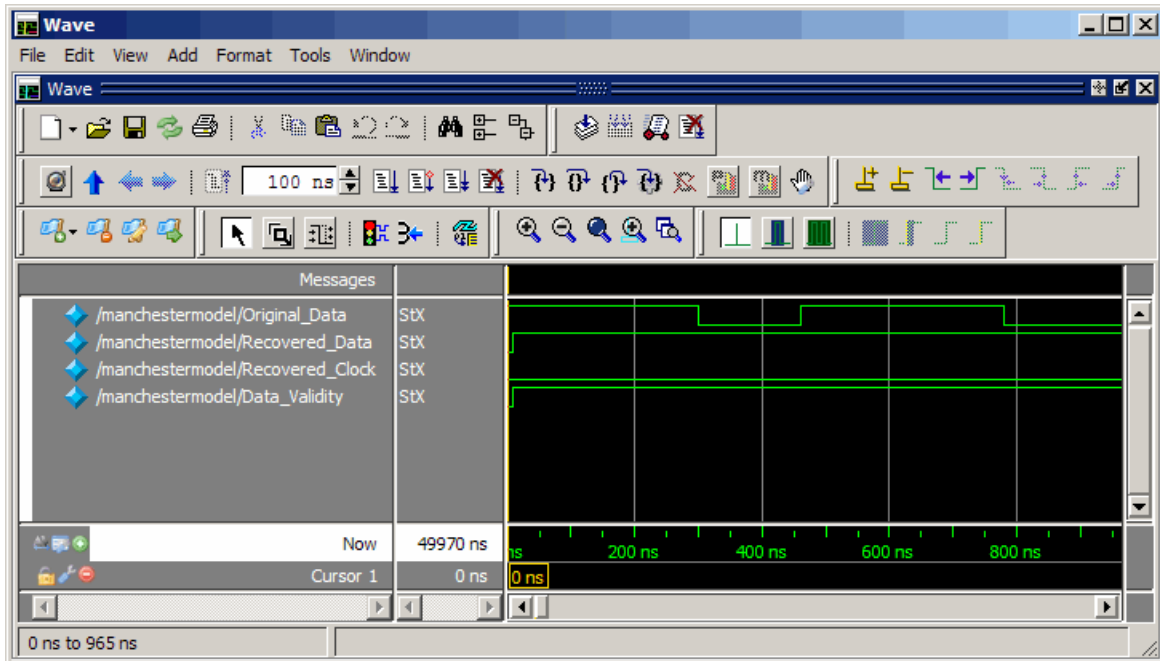 Wave
File Edit View Add Format Tools Window
Wave
100 ns
Messages
/manchestermodel/Original_Data StX
/manchestermodel/Recovered_Data StX
/manchestermodel/Recovered_Clock StX
/manchestermodel/Data_Validity StX
Now 49970 ns ns 200 ns 400 ns 600 ns 800 ns
Cursor 1 0 ns 0 ns
0 ns to 965 ns